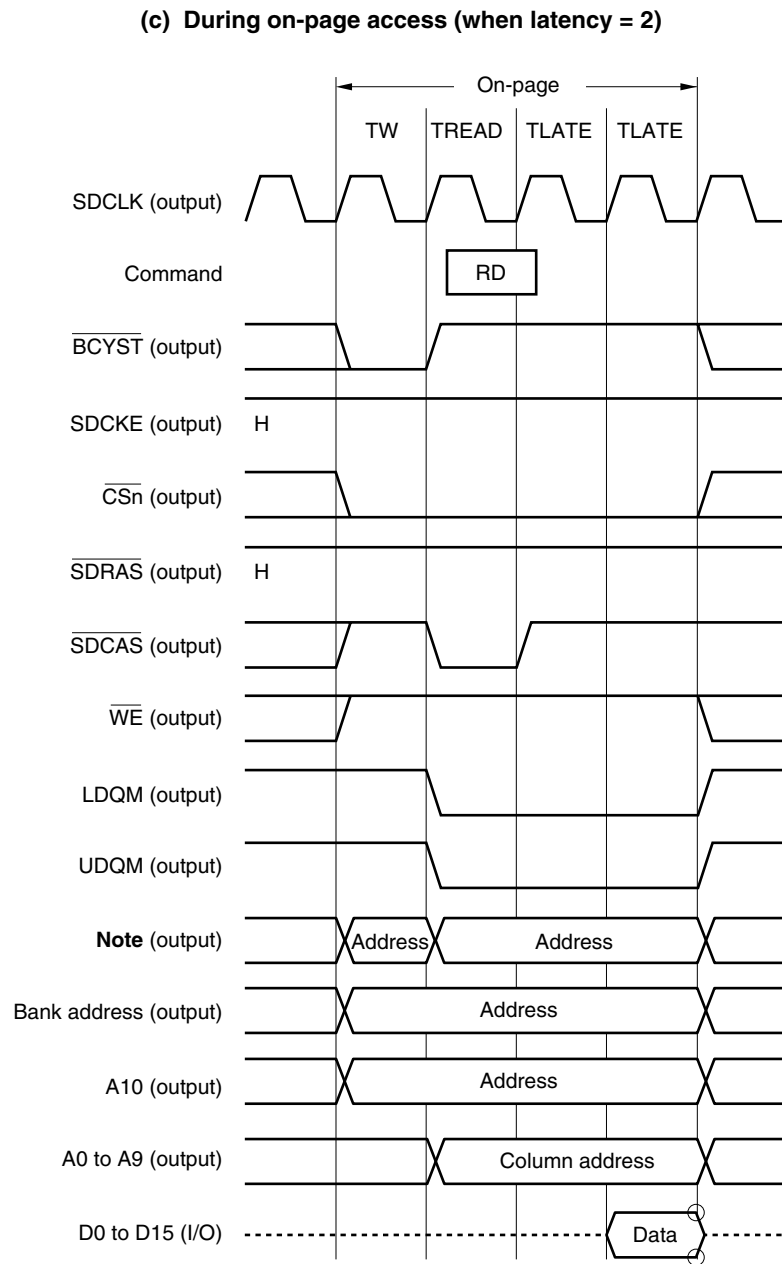 (c) During on-page access (when latency = 2)
On-page
TW TREAD TLATE TLATE
SDCLK (output)
Command RD
BCYST (output)
SDCKE (output) H
CSn (output)
SDRAS (output) H
SDCAS (output)
WE (output)
LDQM (output)
UDQM (output)
Note (output) Address Address
Bank address (output) Address
A10 (output) Address
A0 to A9 (output) Column address
D0 to D15 (I/O) Data